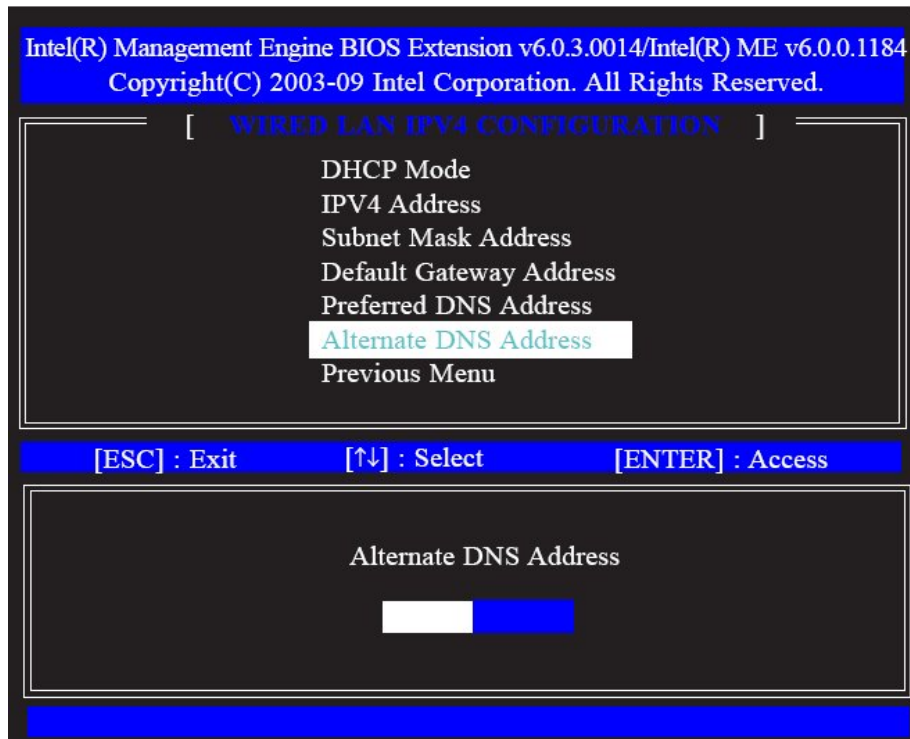 Intel(R) Management Engine BIOS Extension v6.0.3.0014/Intel(R) ME v6.0.0.1184
Copyright(C) 2003-09 Intel Corporation. All Rights Reserved.
[ WIRED LAN IPV4 CONFIGURATION ]
DHCP Mode
IPV4 Address
Subnet Mask Address
Default Gateway Address
Preferred DNS Address
Alternate DNS Address
Previous Menu
[ESC] : Exit [↑↓] : Select [ENTER] : Access
Alternate DNS Address